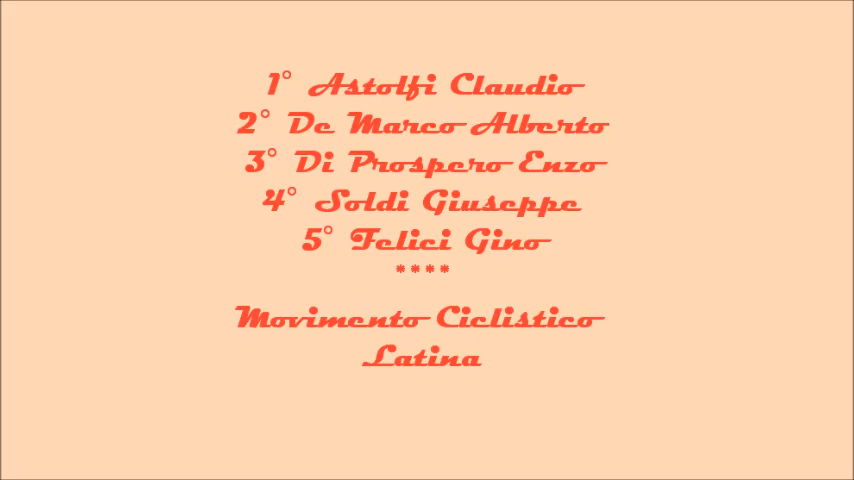 1° Astolfi Claudio
2° De Marco Alberto
3° Di Prospero Enzo
4° Soldi Giuseppe
5° Felici Gino
****
Movimento Ciclistico
Latina